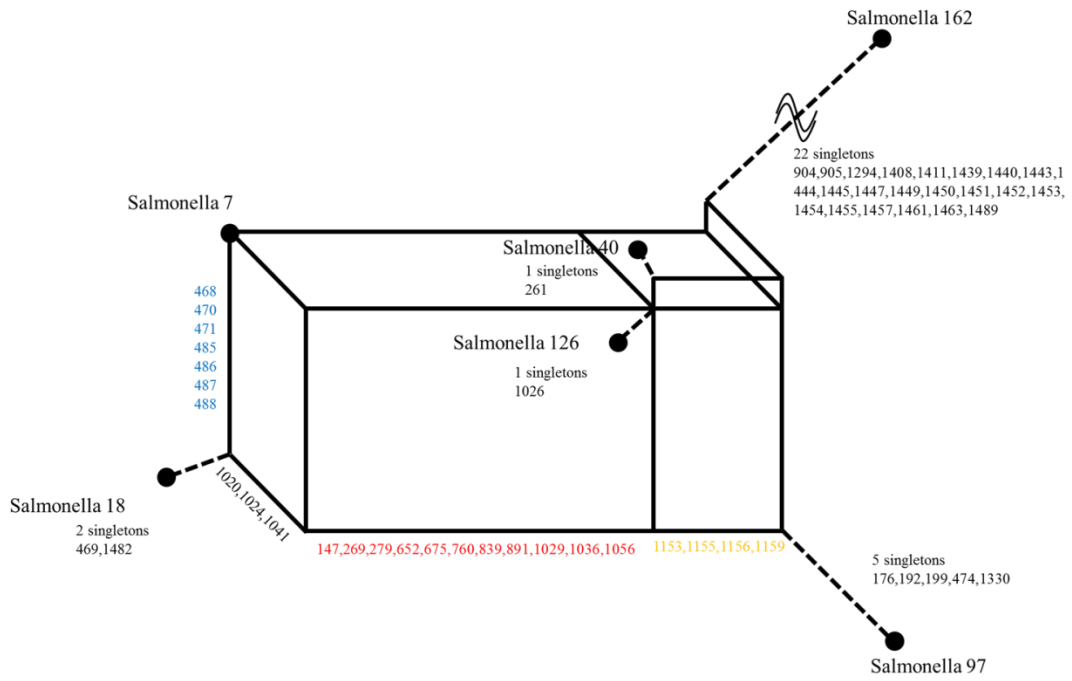 Salmonella 162
22 singletons
904,905,1294,1408,1411,1439,1440,1443,1
444,1445,1447,1449,1450,1451,1452,1453,
1454,1455,1457,1461,1463,1489
Salmonella 7
Salmonella 40
1 singletons
261
468
470
471
485
486
487
488
Salmonella 126
1 singletons
1026
Salmonella 18
2 singletons
469,1482
1020,1024,1041
147,269,279,652,675,760,839,891,1029,1036,1056
1153,1155,1156,1159
5 singletons
176,192,199,474,1330
Salmonella 97